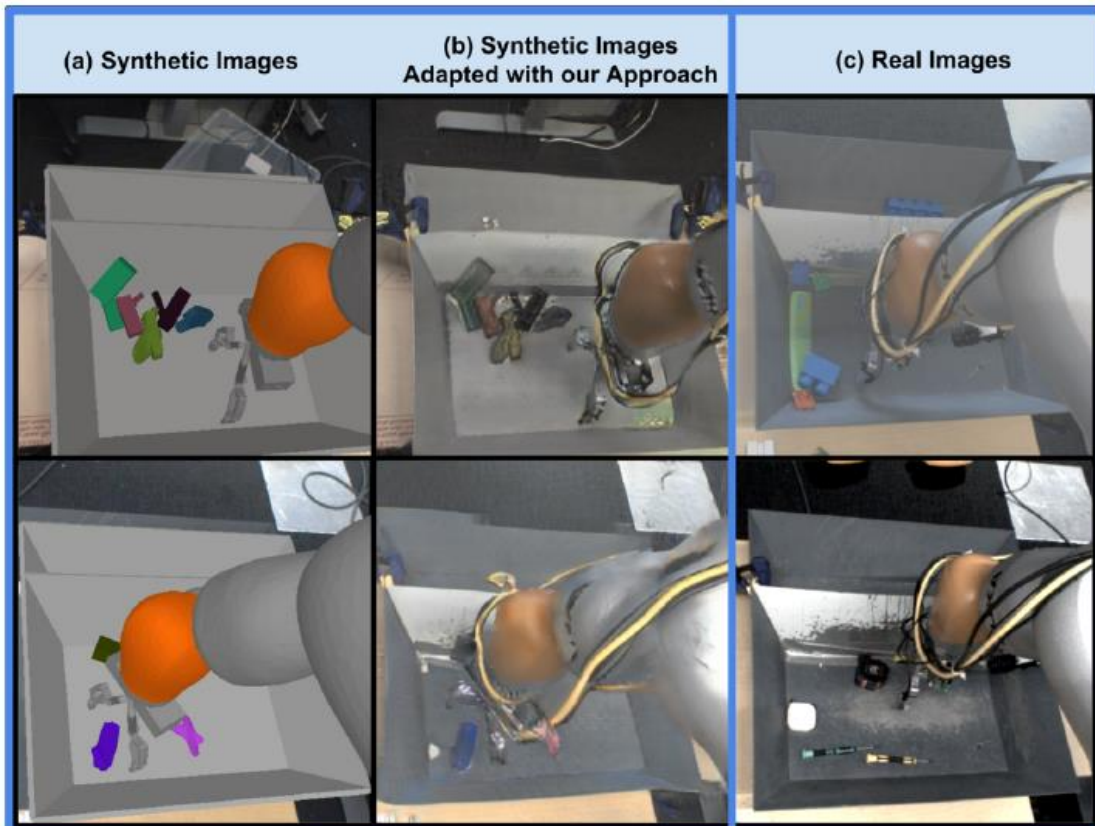 (a) Synthetic Images
(b) Synthetic Images
Adapted with our Approach
(c) Real Images